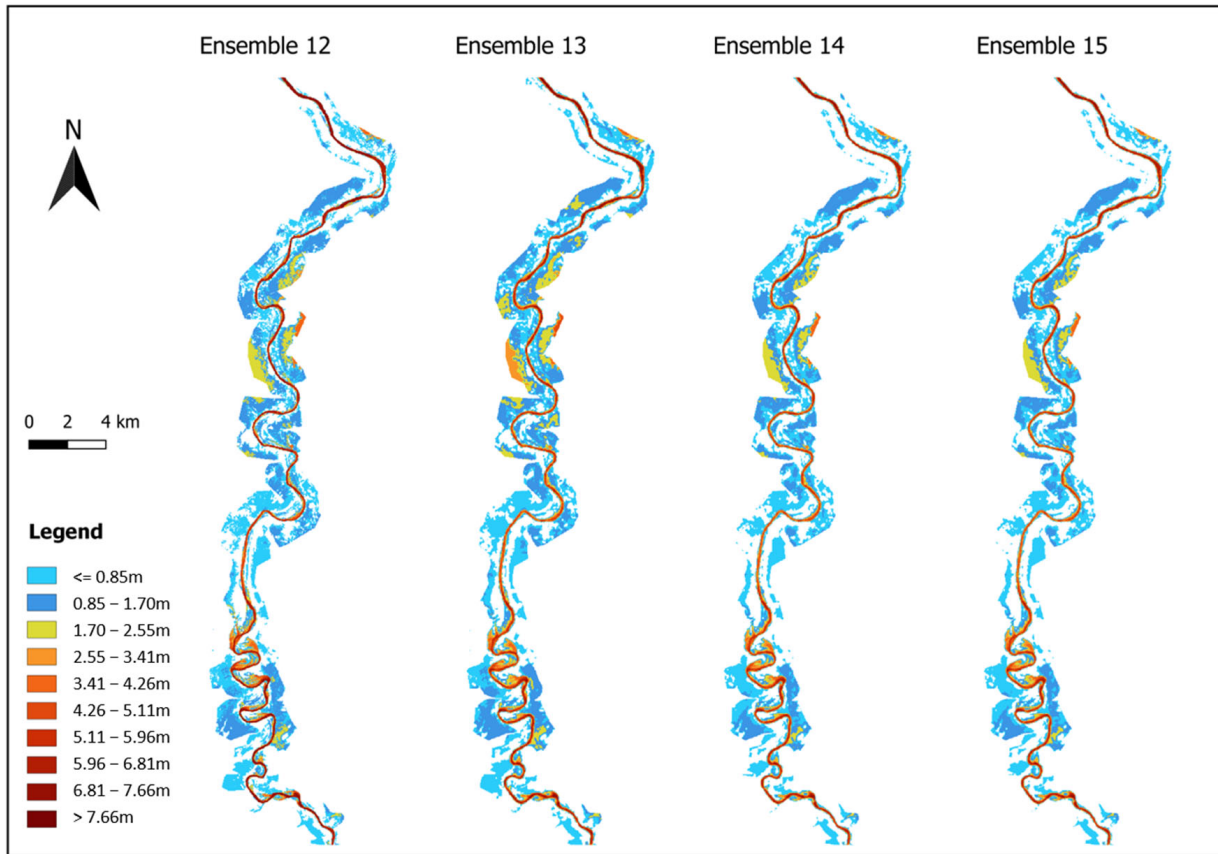 Ensemble 12
Ensemble 13
Ensemble 14
Ensemble 15
N
0 2 4 km
Legend
<= 0.85m
0.85 – 1.70m
1.70 – 2.55m
2.55 – 3.41m
3.41 – 4.26m
4.26 – 5.11m
5.11 – 5.96m
5.96 – 6.81m
6.81 – 7.66m
> 7.66m